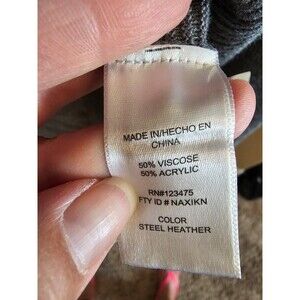 MADE IN/HECHO EN
CHINA
50% VISCOSE
50% ACRYLIC
RN#123475
FTY ID # NAXIKN
COLOR
STEEL HEATHER